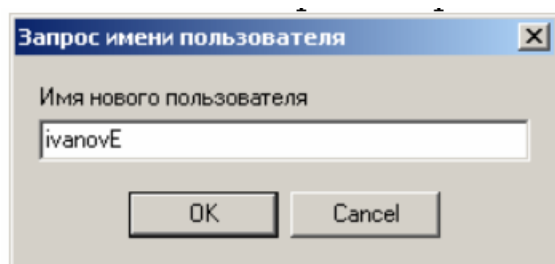 Запрос имени пользователя
Имя нового пользователя
ivanovE
OK Cancel